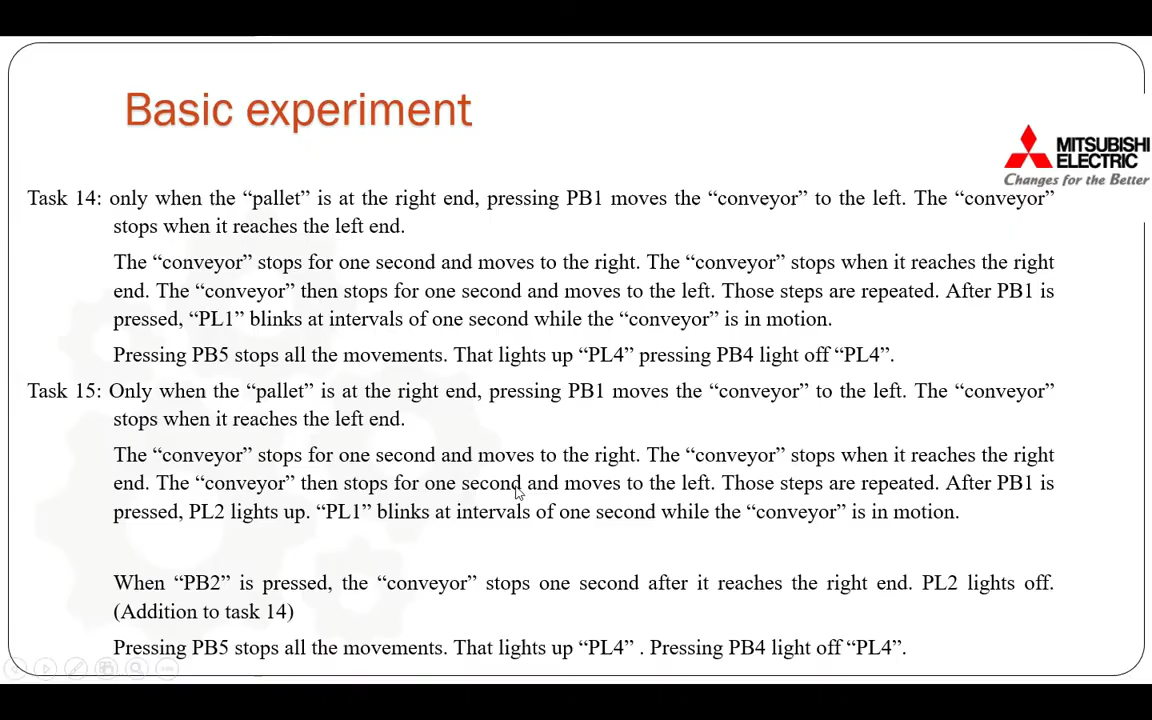 Basic experiment
MITSUBISHI
ELECTRIC
Changes for the Better
Task 14: only when the “pallet” is at the right end, pressing PB1 moves the “conveyor” to the left. The “conveyor”
stops when it reaches the left end.
The “conveyor” stops for one second and moves to the right. The “conveyor” stops when it reaches the right
end. The “conveyor” then stops for one second and moves to the left. Those steps are repeated. After PB1 is
pressed, “PL1” blinks at intervals of one second while the “conveyor” is in motion.
Pressing PB5 stops all the movements. That lights up “PL4” pressing PB4 light off “PL4”.
Task 15: Only when the “pallet” is at the right end, pressing PB1 moves the “conveyor” to the left. The “conveyor”
stops when it reaches the left end.
The “conveyor” stops for one second and moves to the right. The “conveyor” stops when it reaches the right
end. The “conveyor” then stops for one second and moves to the left. Those steps are repeated. After PB1 is
pressed, PL2 lights up. “PL1” blinks at intervals of one second while the “conveyor” is in motion.
When “PB2” is pressed, the “conveyor” stops one second after it reaches the right end. PL2 lights off.
(Addition to task 14)
Pressing PB5 stops all the movements. That lights up “PL4” . Pressing PB4 light off “PL4”.